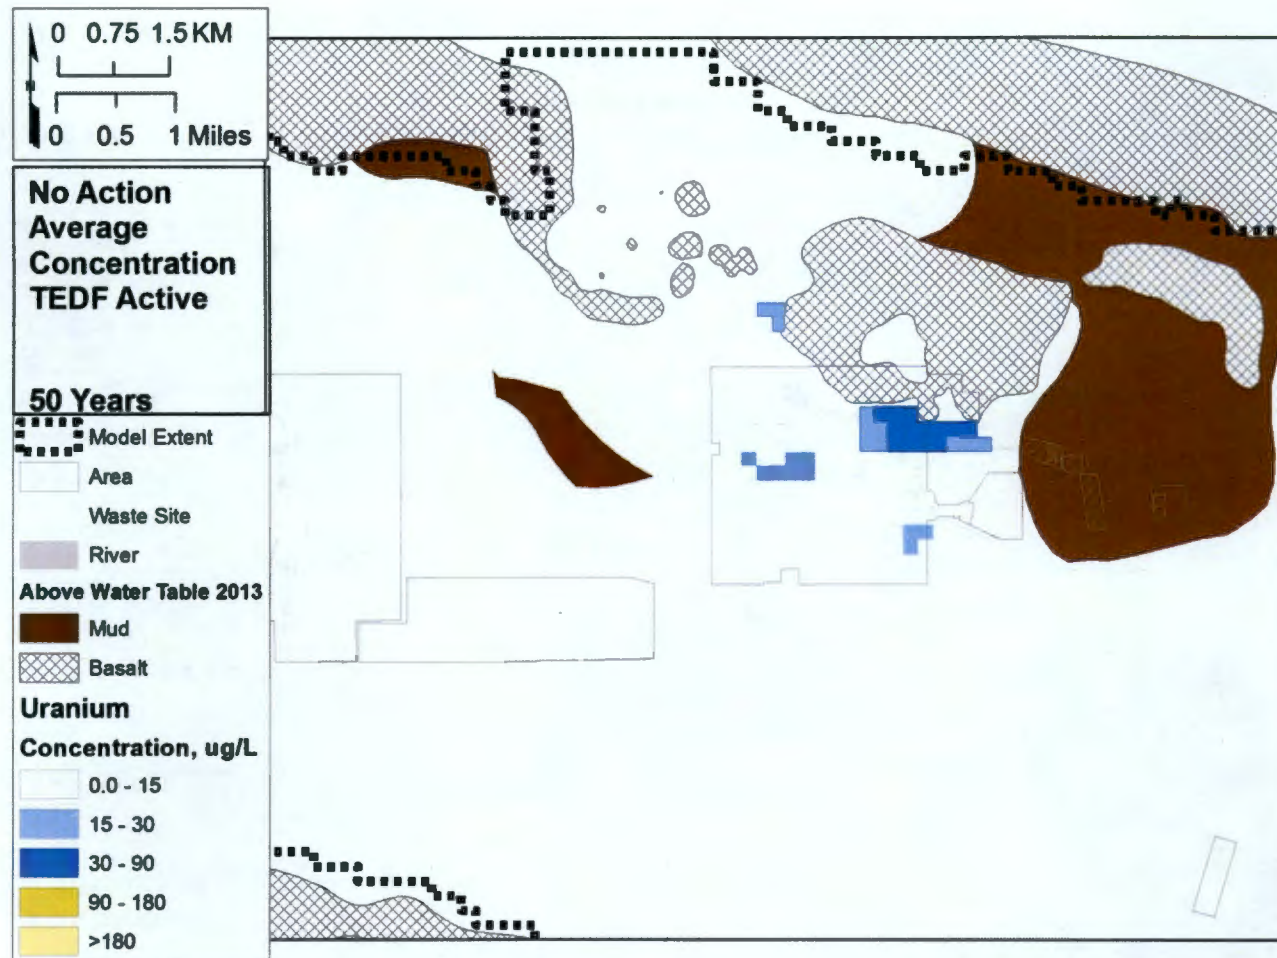 0 0.75 1.5 KM
0 0.5 1 Miles
No Action
Average
Concentration
TEDF Active
50 Years
Model Extent
Area
Waste Site
River
Above Water Table 2013
Mud
Basalt
Uranium
Concentration, ug/L
0.0 - 15
15 - 30
30 - 90
90 - 180
>180